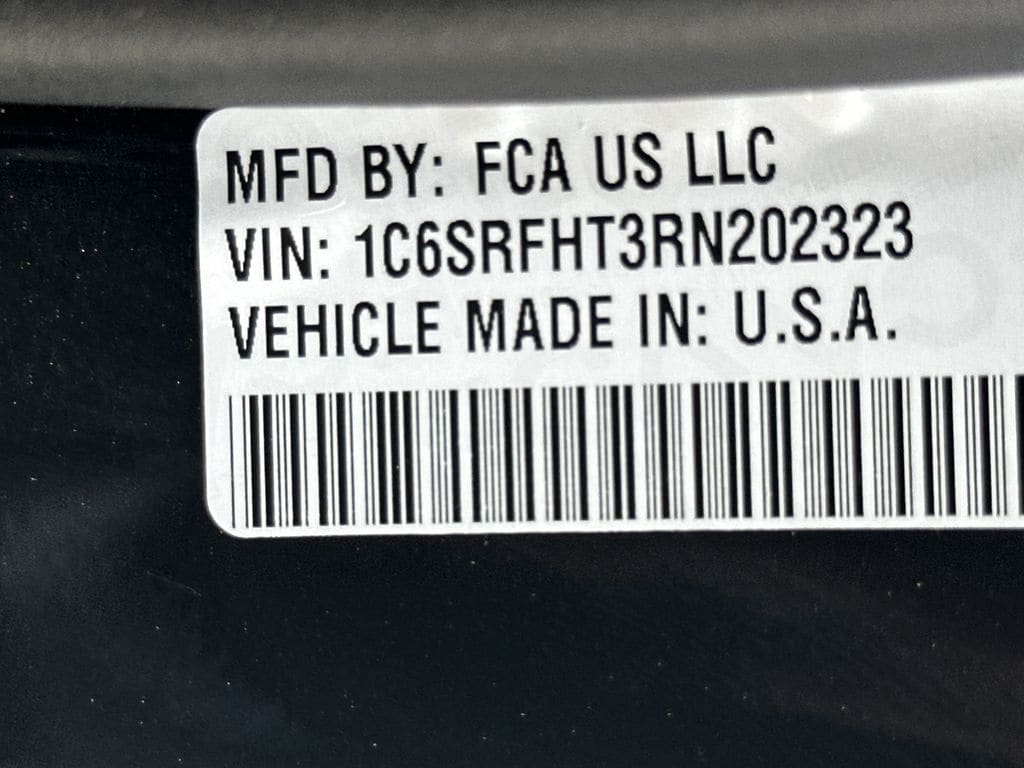 MFD BY: FCA US LLC
VIN: 1C6SRFHT3RN202323
VEHICLE MADE IN: U.S.A.